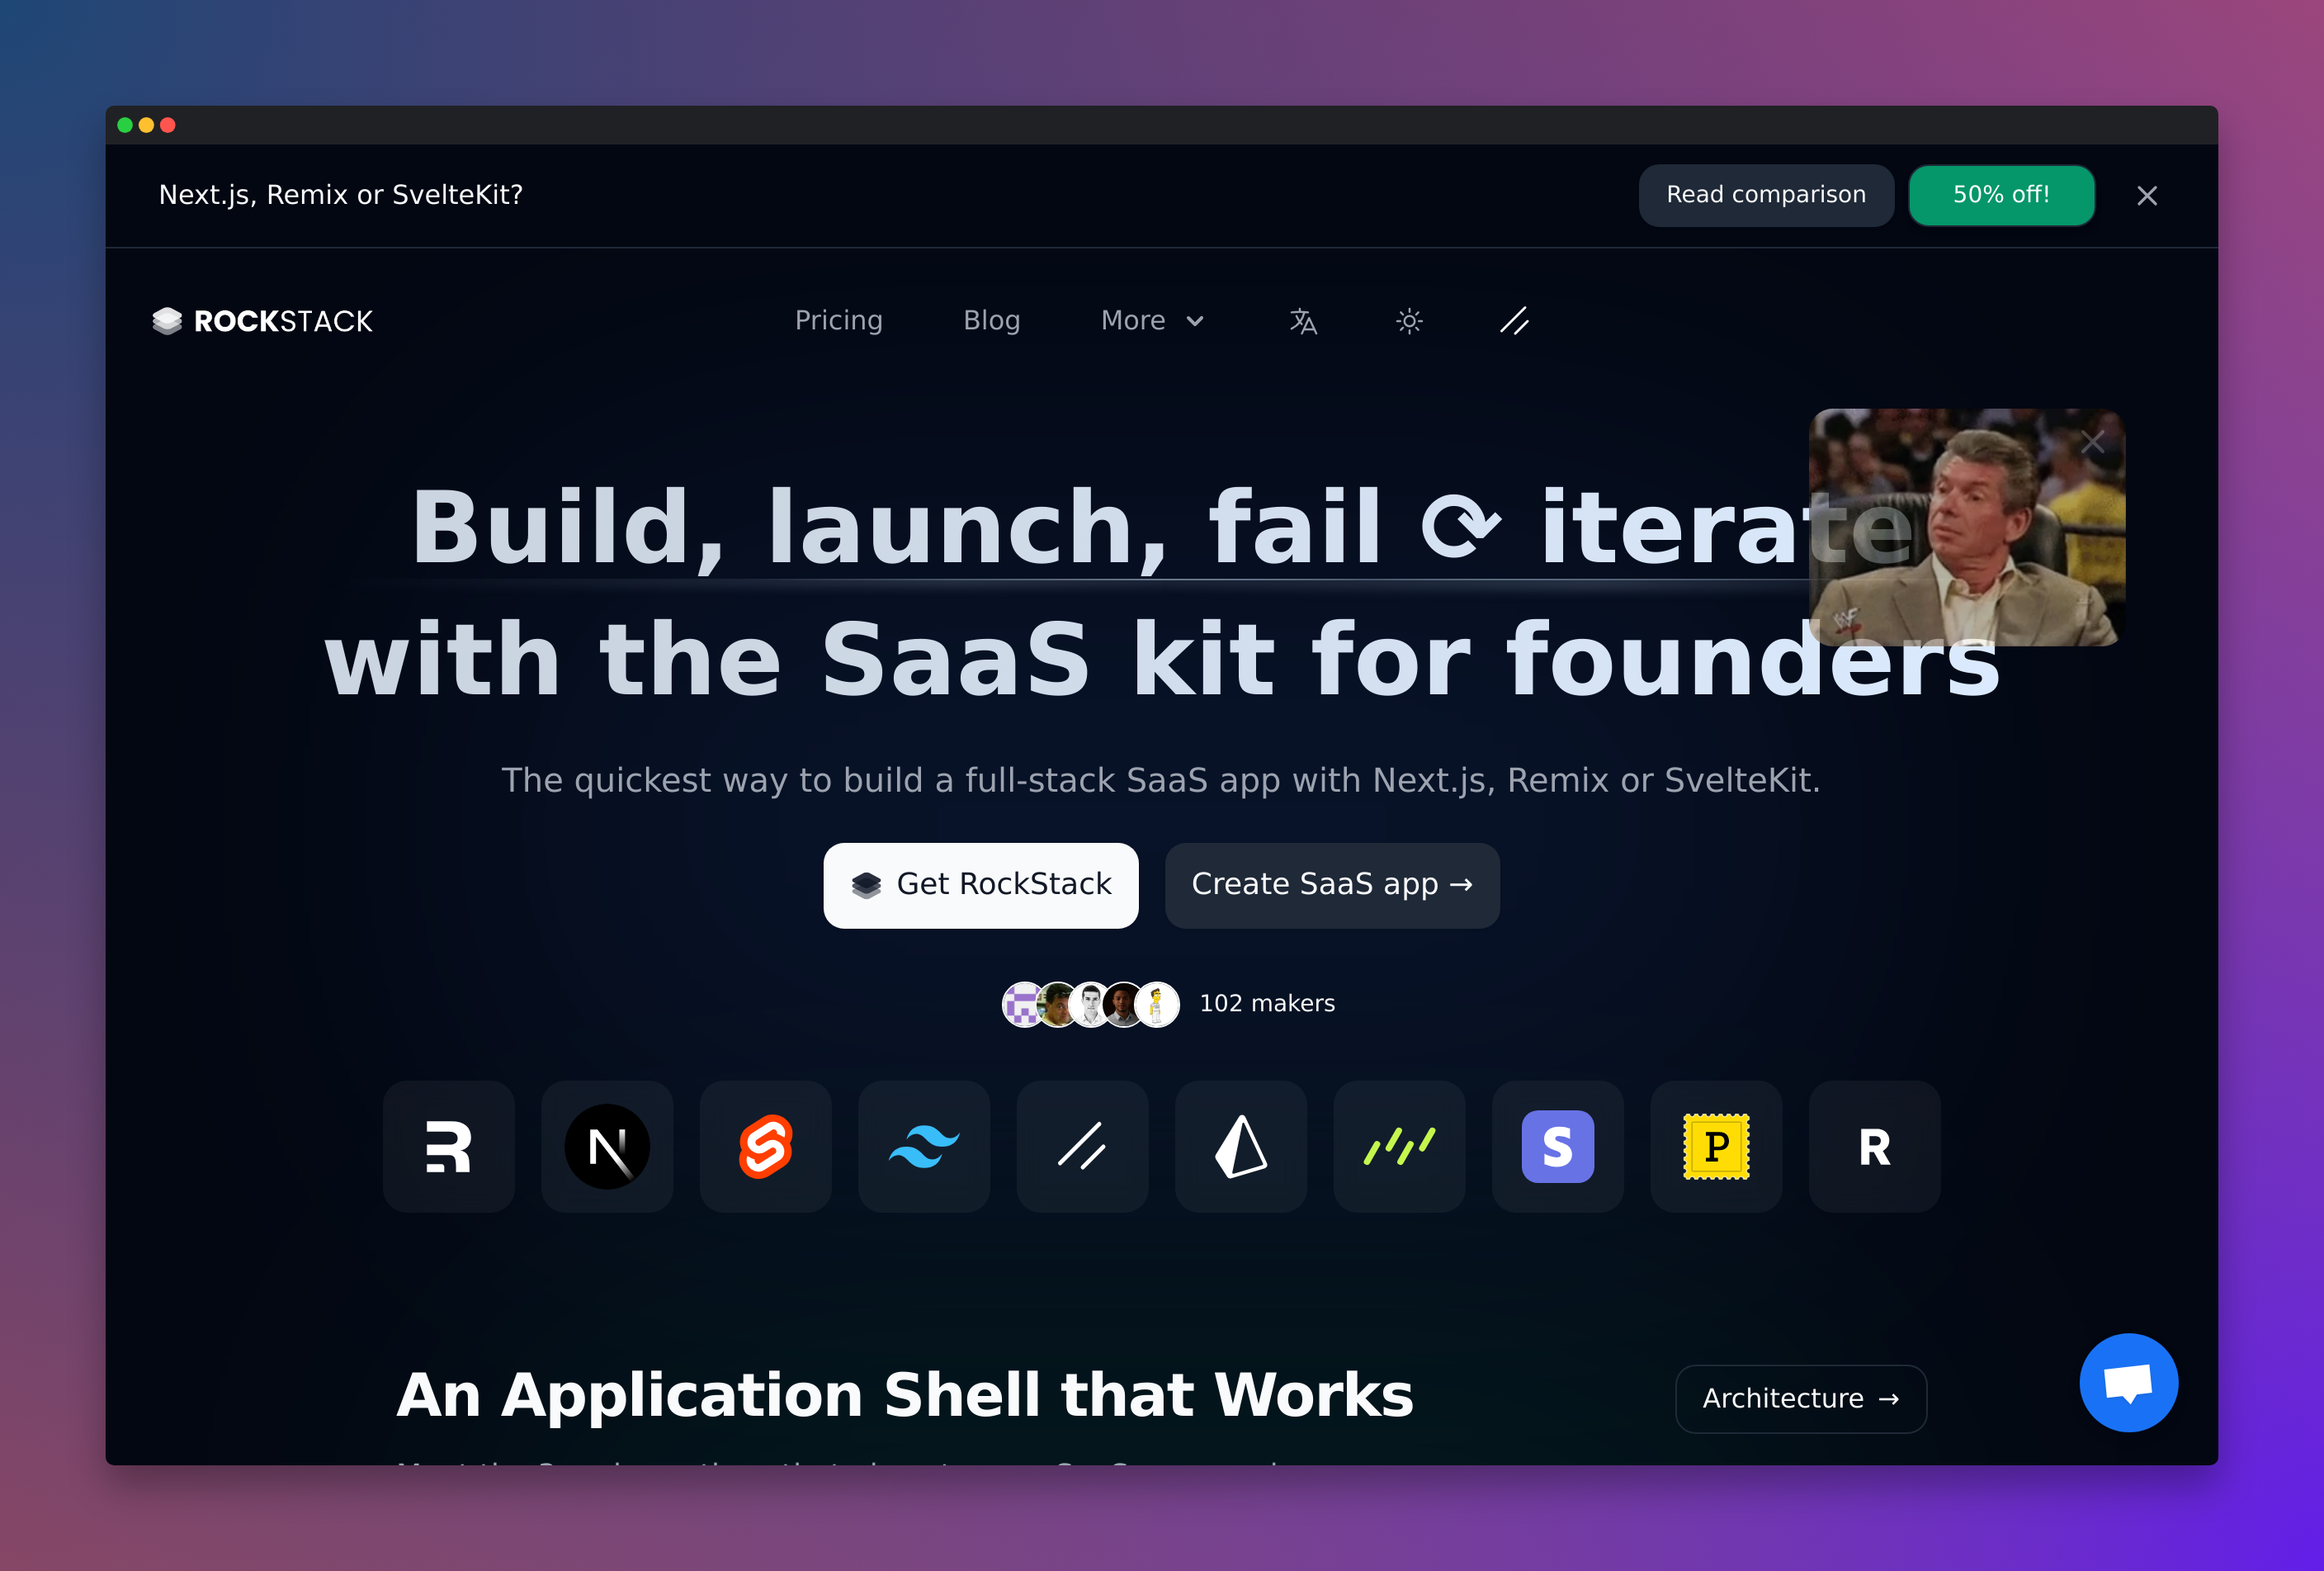 Next.js, Remix or SvelteKit?
Read comparison
50% off!
ROCKSTACK
Pricing
Blog
More
Build, launch, fail ⟳ iterate
with the SaaS kit for founders
The quickest way to build a full-stack SaaS app with Next.js, Remix or SvelteKit.
Get RockStack
Create SaaS app →
102 makers
R
N
S
S
P
R
An Application Shell that Works
Architecture →